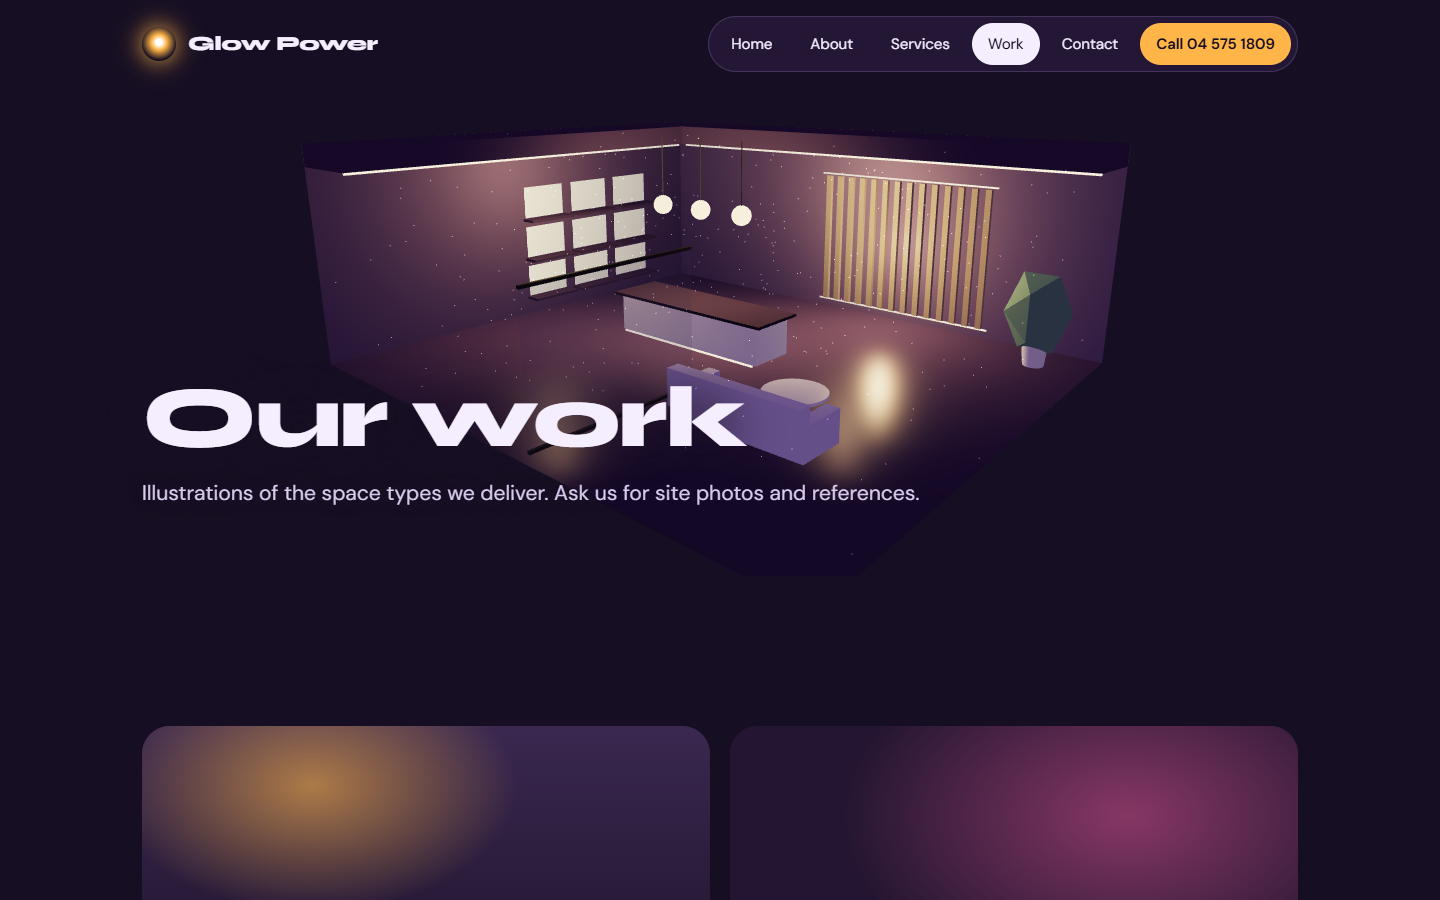 Glow Power
Home About Services Work Contact Call 04 575 1809
Our work
Illustrations of the space types we deliver. Ask us for site photos and references.